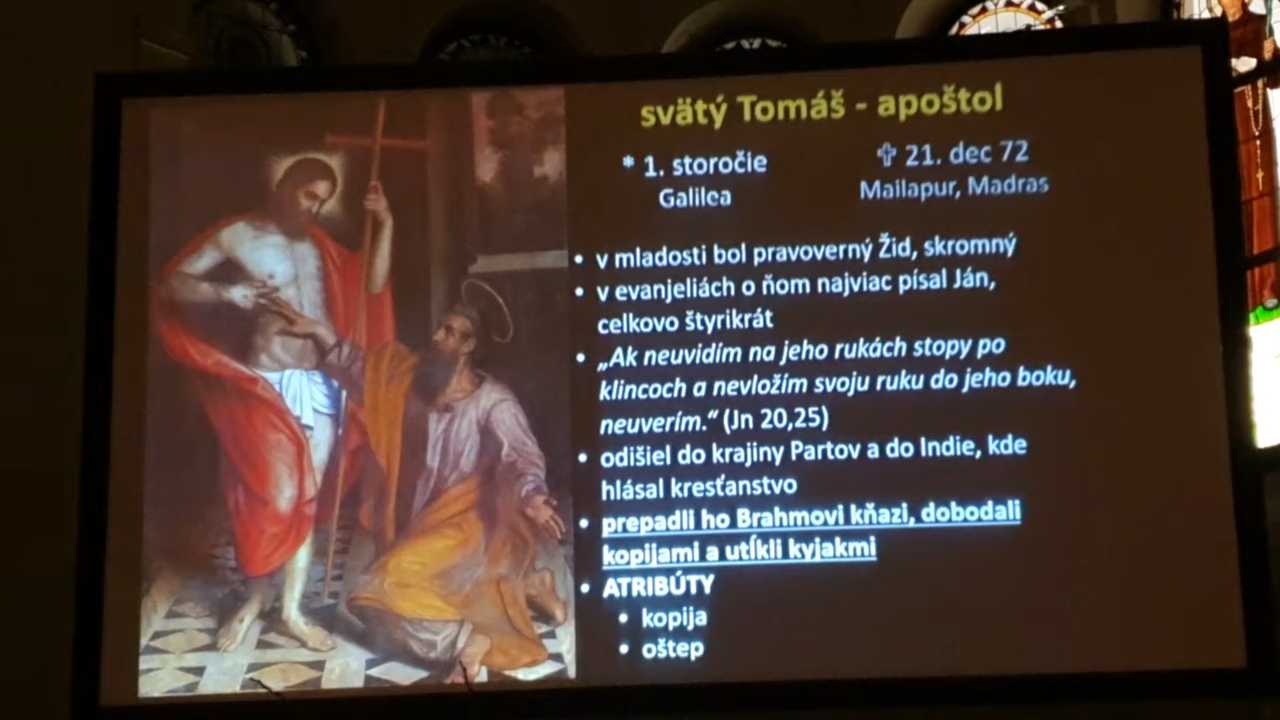 svätý Tomáš - apoštol
* 1. storočie
Galilea
✞ 21. dec 72
Mailapur, Madras
• v mladosti bol pravoverný Žid, skromný
• v evanjeliách o ňom najviac písal Ján,
celkovo štyrikrát
• „Ak neuvidím na jeho rukách stopy po
klincoch a nevložím svoju ruku do jeho boku,
neuverím.“ (Jn 20,25)
• odišiel do krajiny Partov a do Indie, kde
hlásal kresťanstvo
• prepadli ho Brahmovi kňazi, dobodali
kopijami a utĺkli kyjakmi
• ATRIBÚTY
• kopija
• oštep